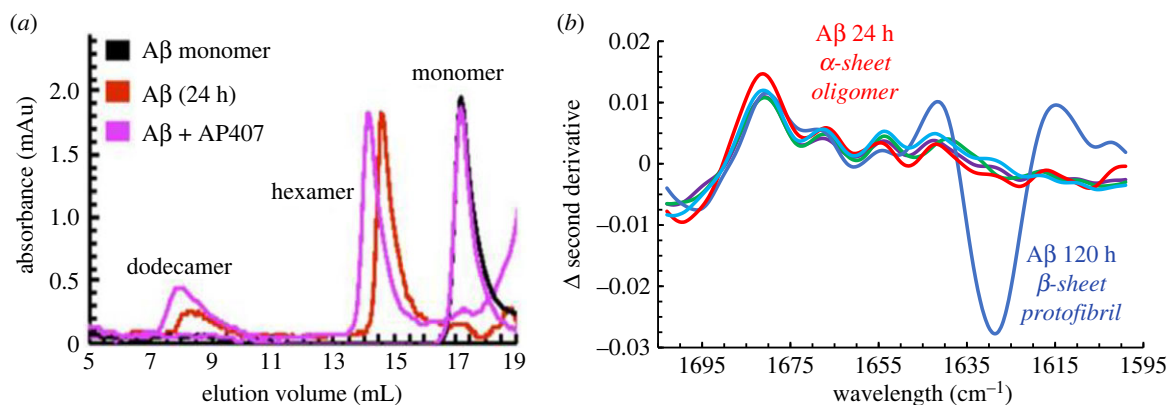 (a)
2.0
1.5
1.0
0.5
0
absorbance (mAu)
Aβ monomer
Aβ (24 h)
Aβ + AP407
monomer
hexamer
dodecamer
5 7 9 11 13 15 17 19
elution volume (mL)
(b)
0.02
0.01
0
−0.01
−0.02
−0.03
Δ second derivative
Aβ 24 h
α-sheet
oligomer
Aβ 120 h
β-sheet
protofibril
1695 1675 1655 1635 1615 1595
wavelength (cm⁻¹)